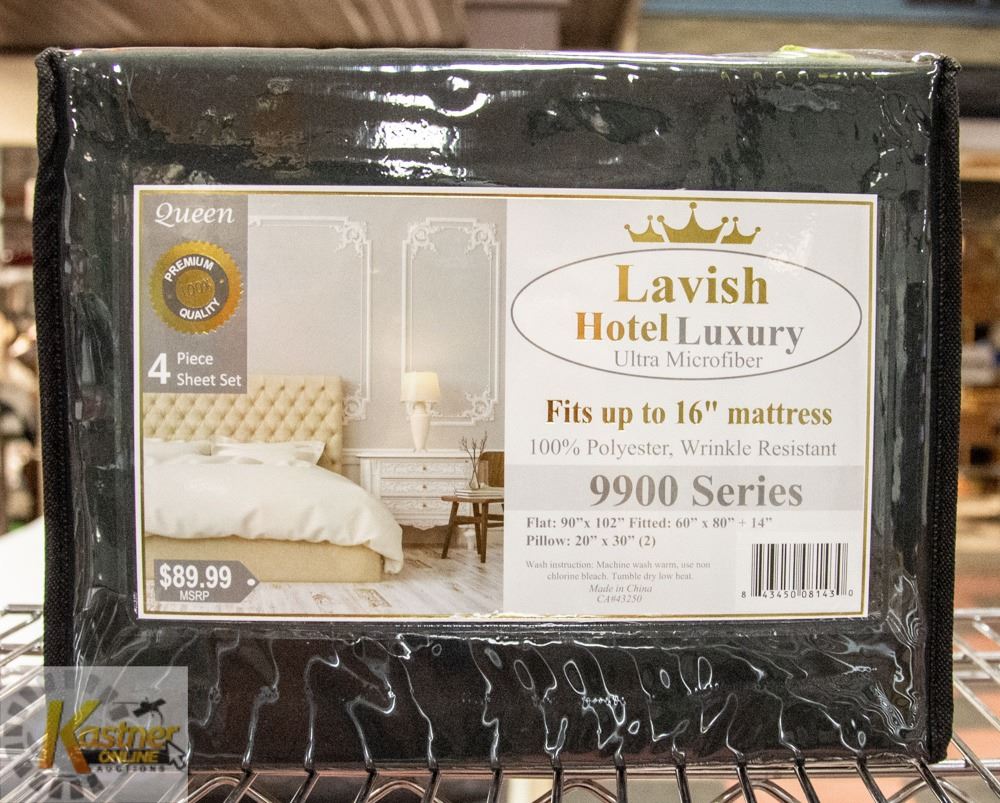 Queen
PREMIUM
100%
QUALITY
4 Piece
Sheet Set
$89.99
MSRP
Lavish
Hotel Luxury
Ultra Microfiber
Fits up to 16" mattress
100% Polyester, Wrinkle Resistant
9900 Series
Flat: 90”x 102” Fitted: 60” x 80” + 14”
Pillow: 20” x 30” (2)
Wash instruction: Machine wash warm, use non
chlorine bleach. Tumble dry low heat.
Made in China
CA#43250
8 43450 08143 0
Kastner
ONLINE
AUCTIONS